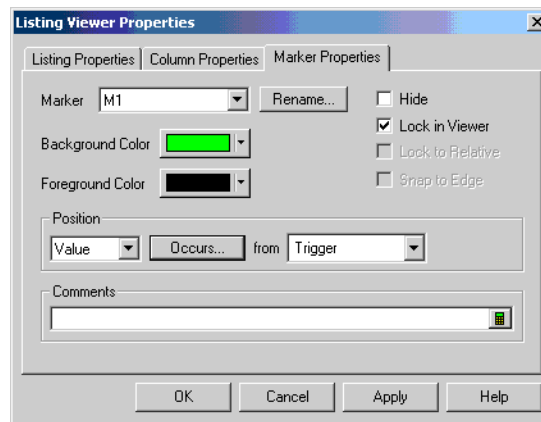 Listing Viewer Properties
Listing Properties Column Properties Marker Properties
Marker M1 Rename... Hide
Lock in Viewer
Background Color Lock to Relative
Foreground Color Snap to Edge
Position
Value Occurs... from Trigger
Comments
OK Cancel Apply Help